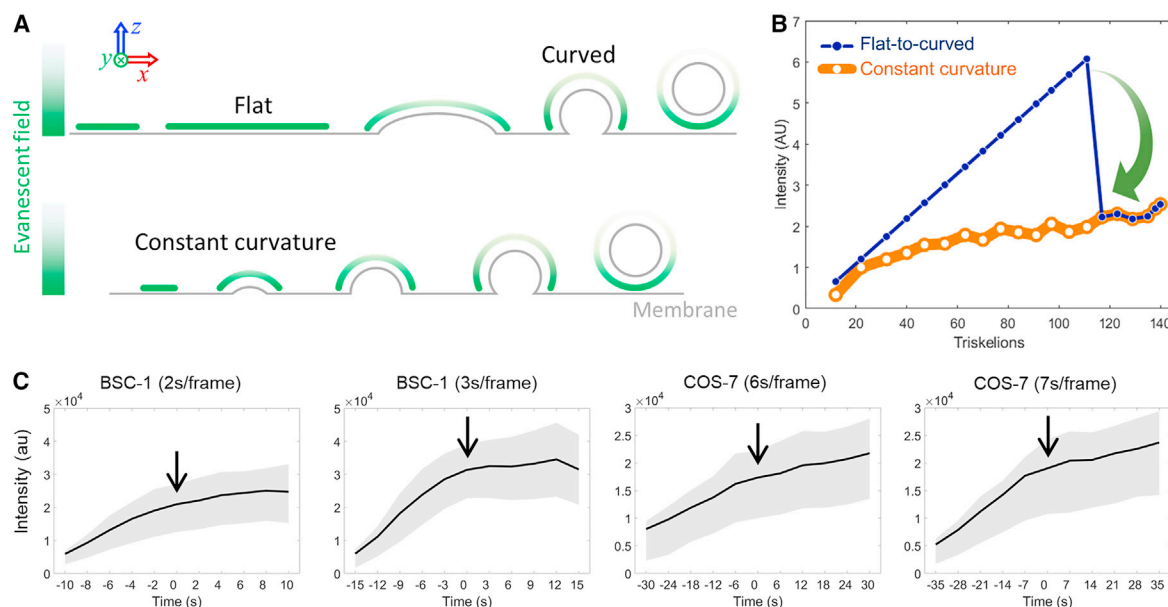 A
z
y
x
Evanescent field
Flat
Curved
Constant curvature
Membrane
B
Flat-to-curved
Constant curvature
Intensity (AU)
7
6
5
4
3
2
1
0
0 20 40 60 80 100 120 140
Triskelions
C
BSC-1 (2s/frame)
×10⁴
Intensity (au)
5
4
3
2
1
0
-10 -8 -6 -4 -2 0 2 4 6 8 10
Time (s)
BSC-1 (3s/frame)
×10⁴
5
4
3
2
1
0
-15 -12 -9 -6 -3 0 3 6 9 12 15
Time (s)
COS-7 (6s/frame)
×10⁴
3
2.5
2
1.5
1
0.5
0
-30 -24 -18 -12 -6 0 6 12 18 24 30
Time (s)
COS-7 (7s/frame)
×10⁴
3
2.5
2
1.5
1
0.5
0
-35 -28 -21 -14 -7 0 7 14 21 28 35
Time (s)